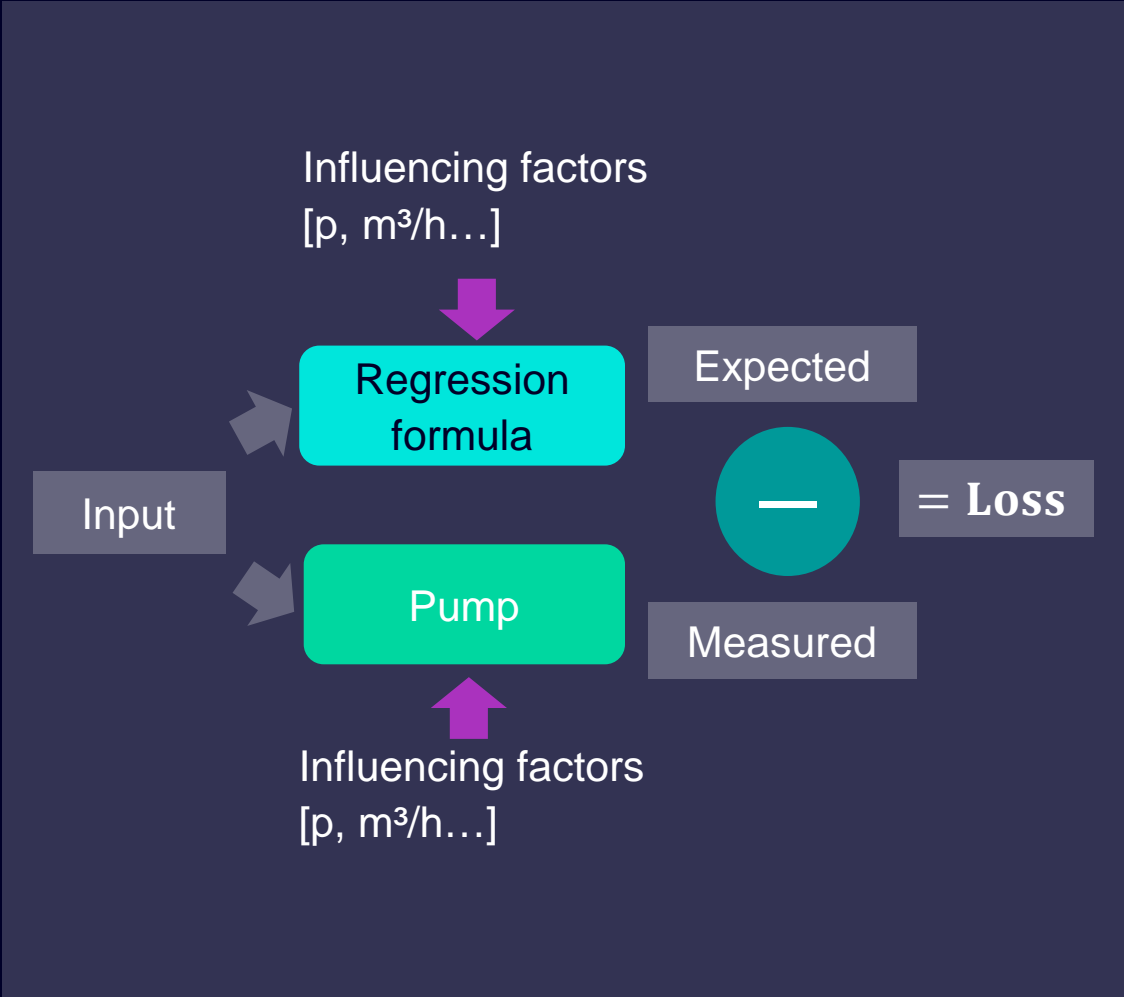 Influencing factors
[p, m³/h…]
Regression
formula
Expected
Input
—
= Loss
Pump
Measured
Influencing factors
[p, m³/h…]